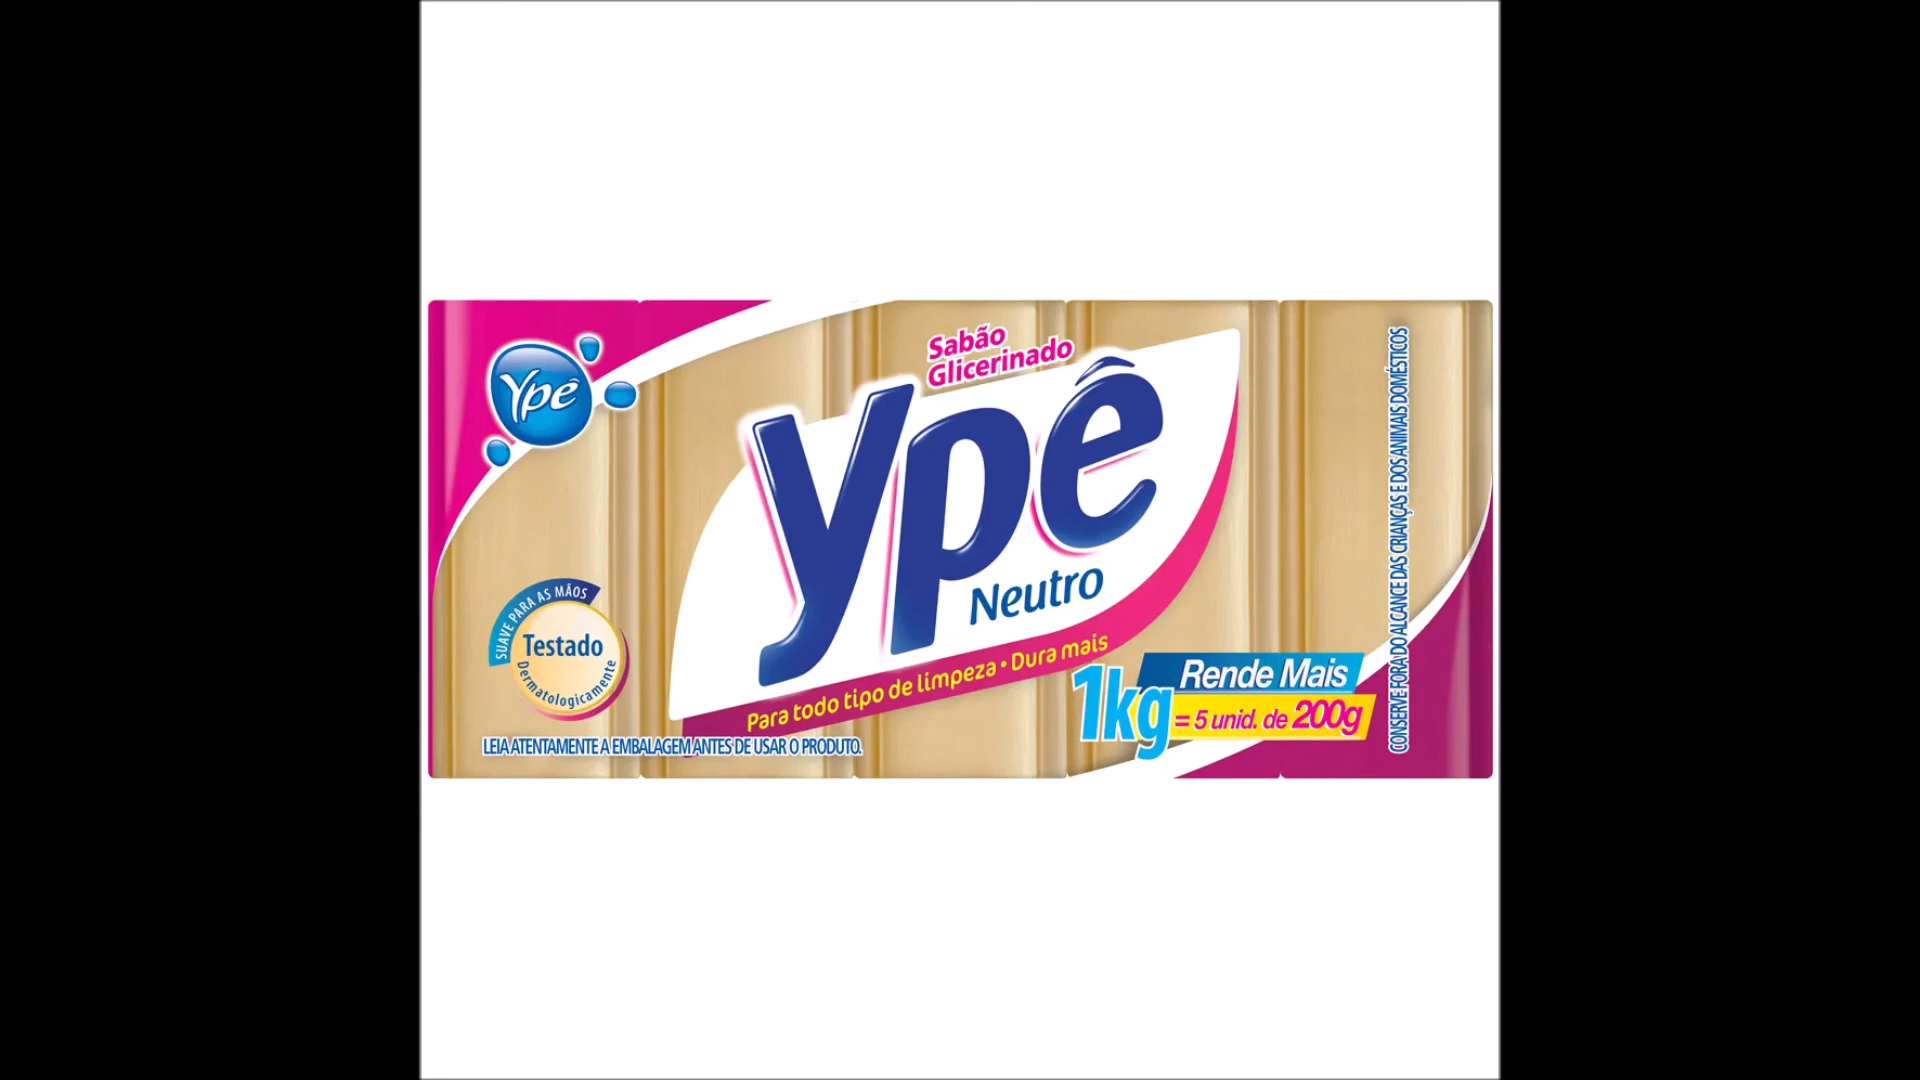 Ypê
Sabão
Glicerinado
Ypê
Neutro
Para todo tipo de limpeza • Dura mais
SUAVE PARA AS MÃOS
Testado
Dermatologicamente
LEIA ATENTAMENTE A EMBALAGEM ANTES DE USAR O PRODUTO.
Rende Mais
1kg = 5 unid. de 200g
CONSERVE FORA DO ALCANCE DAS CRIANÇAS E DOS ANIMAIS DOMÉSTICOS